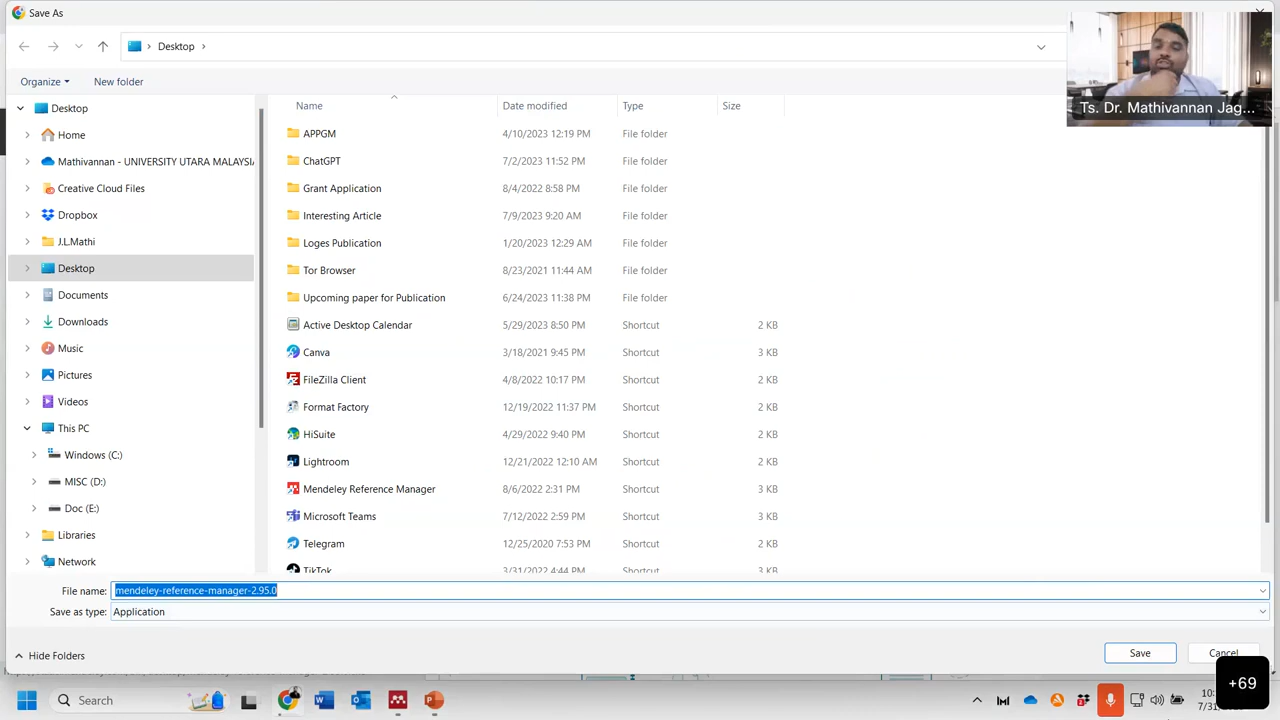 Save As
Desktop
Organize
New folder
Ts. Dr. Mathivannan Jag...
Desktop
Home
Mathivannan - UNIVERSITY UTARA MALAYSIA
Creative Cloud Files
Dropbox
J.L.Mathi
Desktop
Documents
Downloads
Music
Pictures
Videos
This PC
Windows (C:)
MISC (D:)
Doc (E:)
Libraries
Network
Name Date modified Type Size
APPGM 4/10/2023 12:19 PM File folder
ChatGPT 7/2/2023 11:52 PM File folder
Grant Application 8/4/2022 8:58 PM File folder
Interesting Article 7/9/2023 9:20 AM File folder
Loges Publication 1/20/2023 12:29 AM File folder
Tor Browser 8/23/2021 11:44 AM File folder
Upcoming paper for Publication 6/24/2023 11:38 PM File folder
Active Desktop Calendar 5/29/2023 8:50 PM Shortcut 2 KB
Canva 3/18/2021 9:45 PM Shortcut 3 KB
FileZilla Client 4/8/2022 10:17 PM Shortcut 2 KB
Format Factory 12/19/2022 11:37 PM Shortcut 2 KB
HiSuite 4/29/2022 9:40 PM Shortcut 2 KB
Lightroom 12/21/2022 12:10 AM Shortcut 2 KB
Mendeley Reference Manager 8/6/2022 2:31 PM Shortcut 3 KB
Microsoft Teams 7/12/2022 2:59 PM Shortcut 3 KB
Telegram 12/25/2020 7:53 PM Shortcut 2 KB
TikTok 3/31/2022 4:44 PM Shortcut 2 KB
File name: mendeley-reference-manager-2.95.0
Save as type: Application
Hide Folders
Save
Cancel
+69
Search